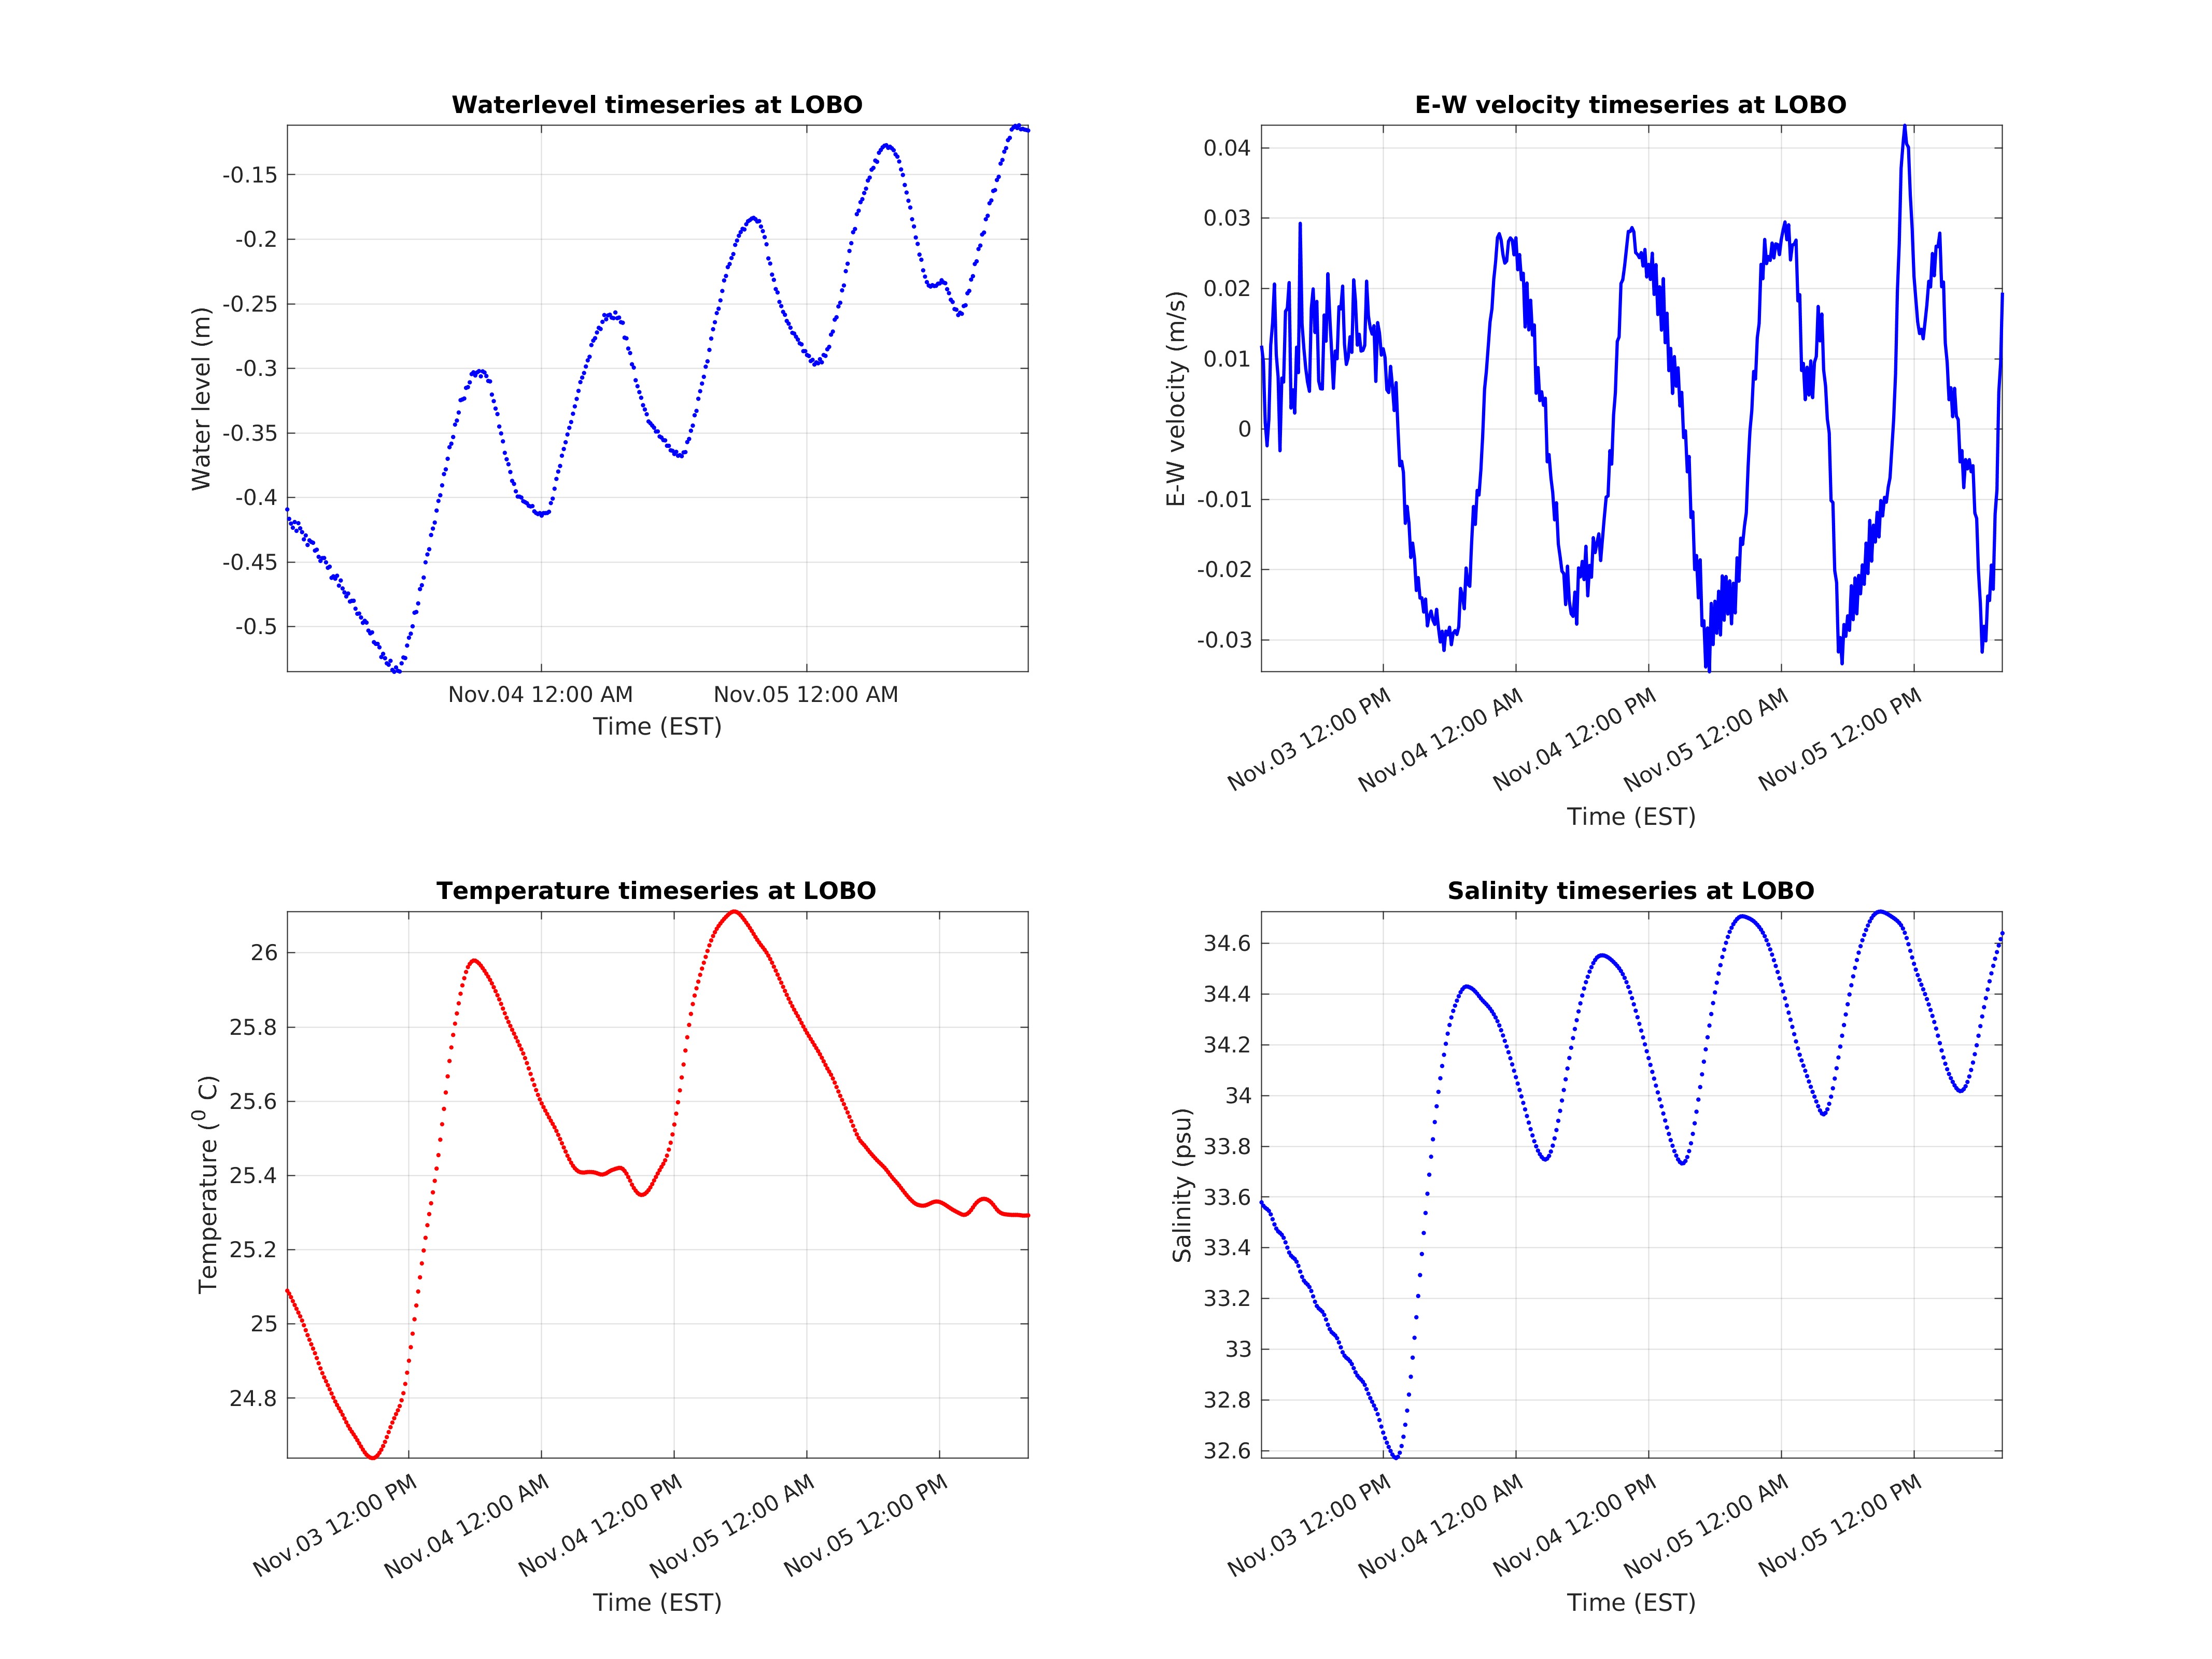 Waterlevel timeseries at LOBO
Water level (m)
-0.15
-0.2
-0.25
-0.3
-0.35
-0.4
-0.45
-0.5
Nov.04 12:00 AM
Nov.05 12:00 AM
Time (EST)
E-W velocity timeseries at LOBO
E-W velocity (m/s)
0.04
0.03
0.02
0.01
0
-0.01
-0.02
-0.03
Nov.03 12:00 PM
Nov.04 12:00 AM
Nov.04 12:00 PM
Nov.05 12:00 AM
Nov.05 12:00 PM
Time (EST)
Temperature timeseries at LOBO
Temperature (⁰ C)
26
25.8
25.6
25.4
25.2
25
24.8
Nov.03 12:00 PM
Nov.04 12:00 AM
Nov.04 12:00 PM
Nov.05 12:00 AM
Nov.05 12:00 PM
Time (EST)
Salinity timeseries at LOBO
Salinity (psu)
34.6
34.4
34.2
34
33.8
33.6
33.4
33.2
33
32.8
32.6
Nov.03 12:00 PM
Nov.04 12:00 AM
Nov.04 12:00 PM
Nov.05 12:00 AM
Nov.05 12:00 PM
Time (EST)